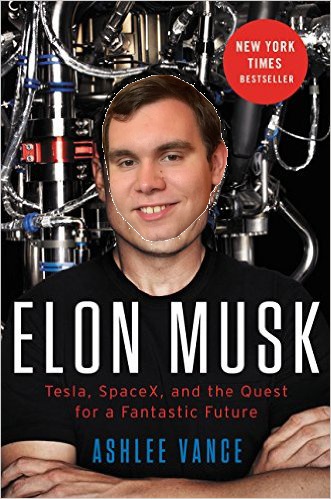 NEW YORK
TIMES
BESTSELLER
ELON MUSK
Tesla, SpaceX, and the Quest
for a Fantastic Future
ASHLEE VANCE